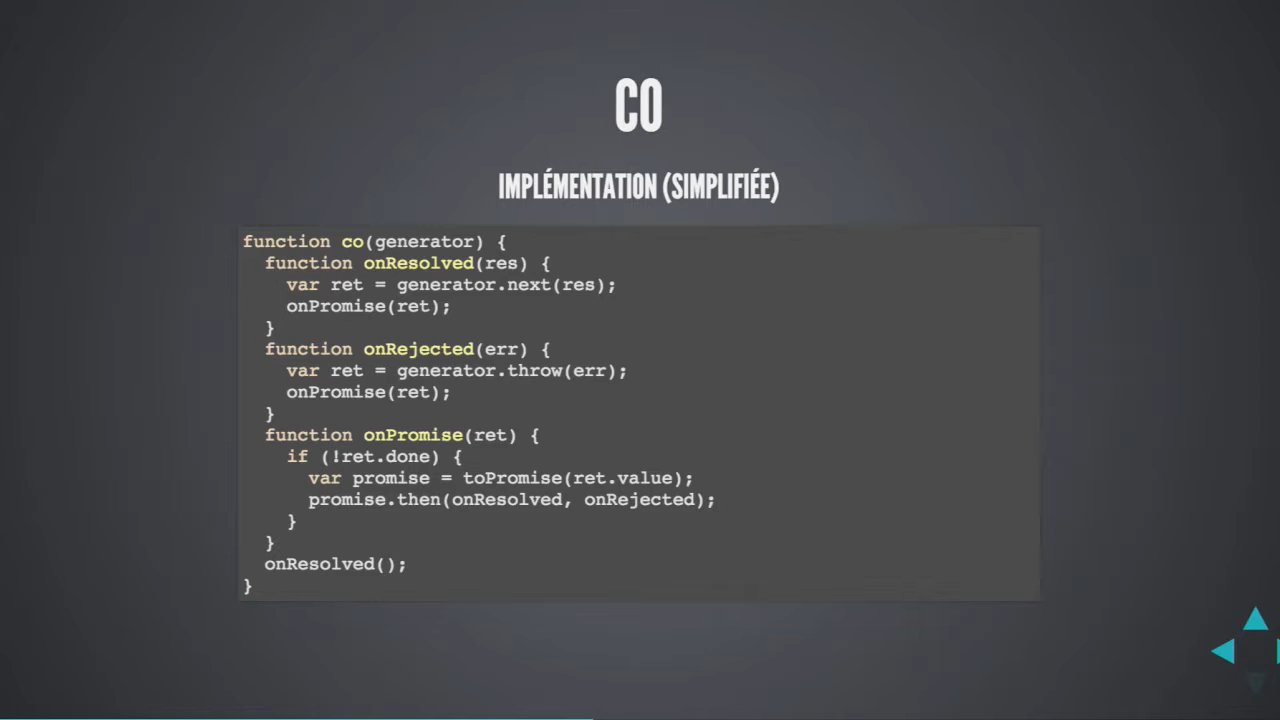 CO
IMPLÉMENTATION (SIMPLIFIÉE)
function co(generator) {
  function onResolved(res) {
    var ret = generator.next(res);
    onPromise(ret);
  }
  function onRejected(err) {
    var ret = generator.throw(err);
    onPromise(ret);
  }
  function onPromise(ret) {
    if (!ret.done) {
      var promise = toPromise(ret.value);
      promise.then(onResolved, onRejected);
    }
  }
  onResolved();
}